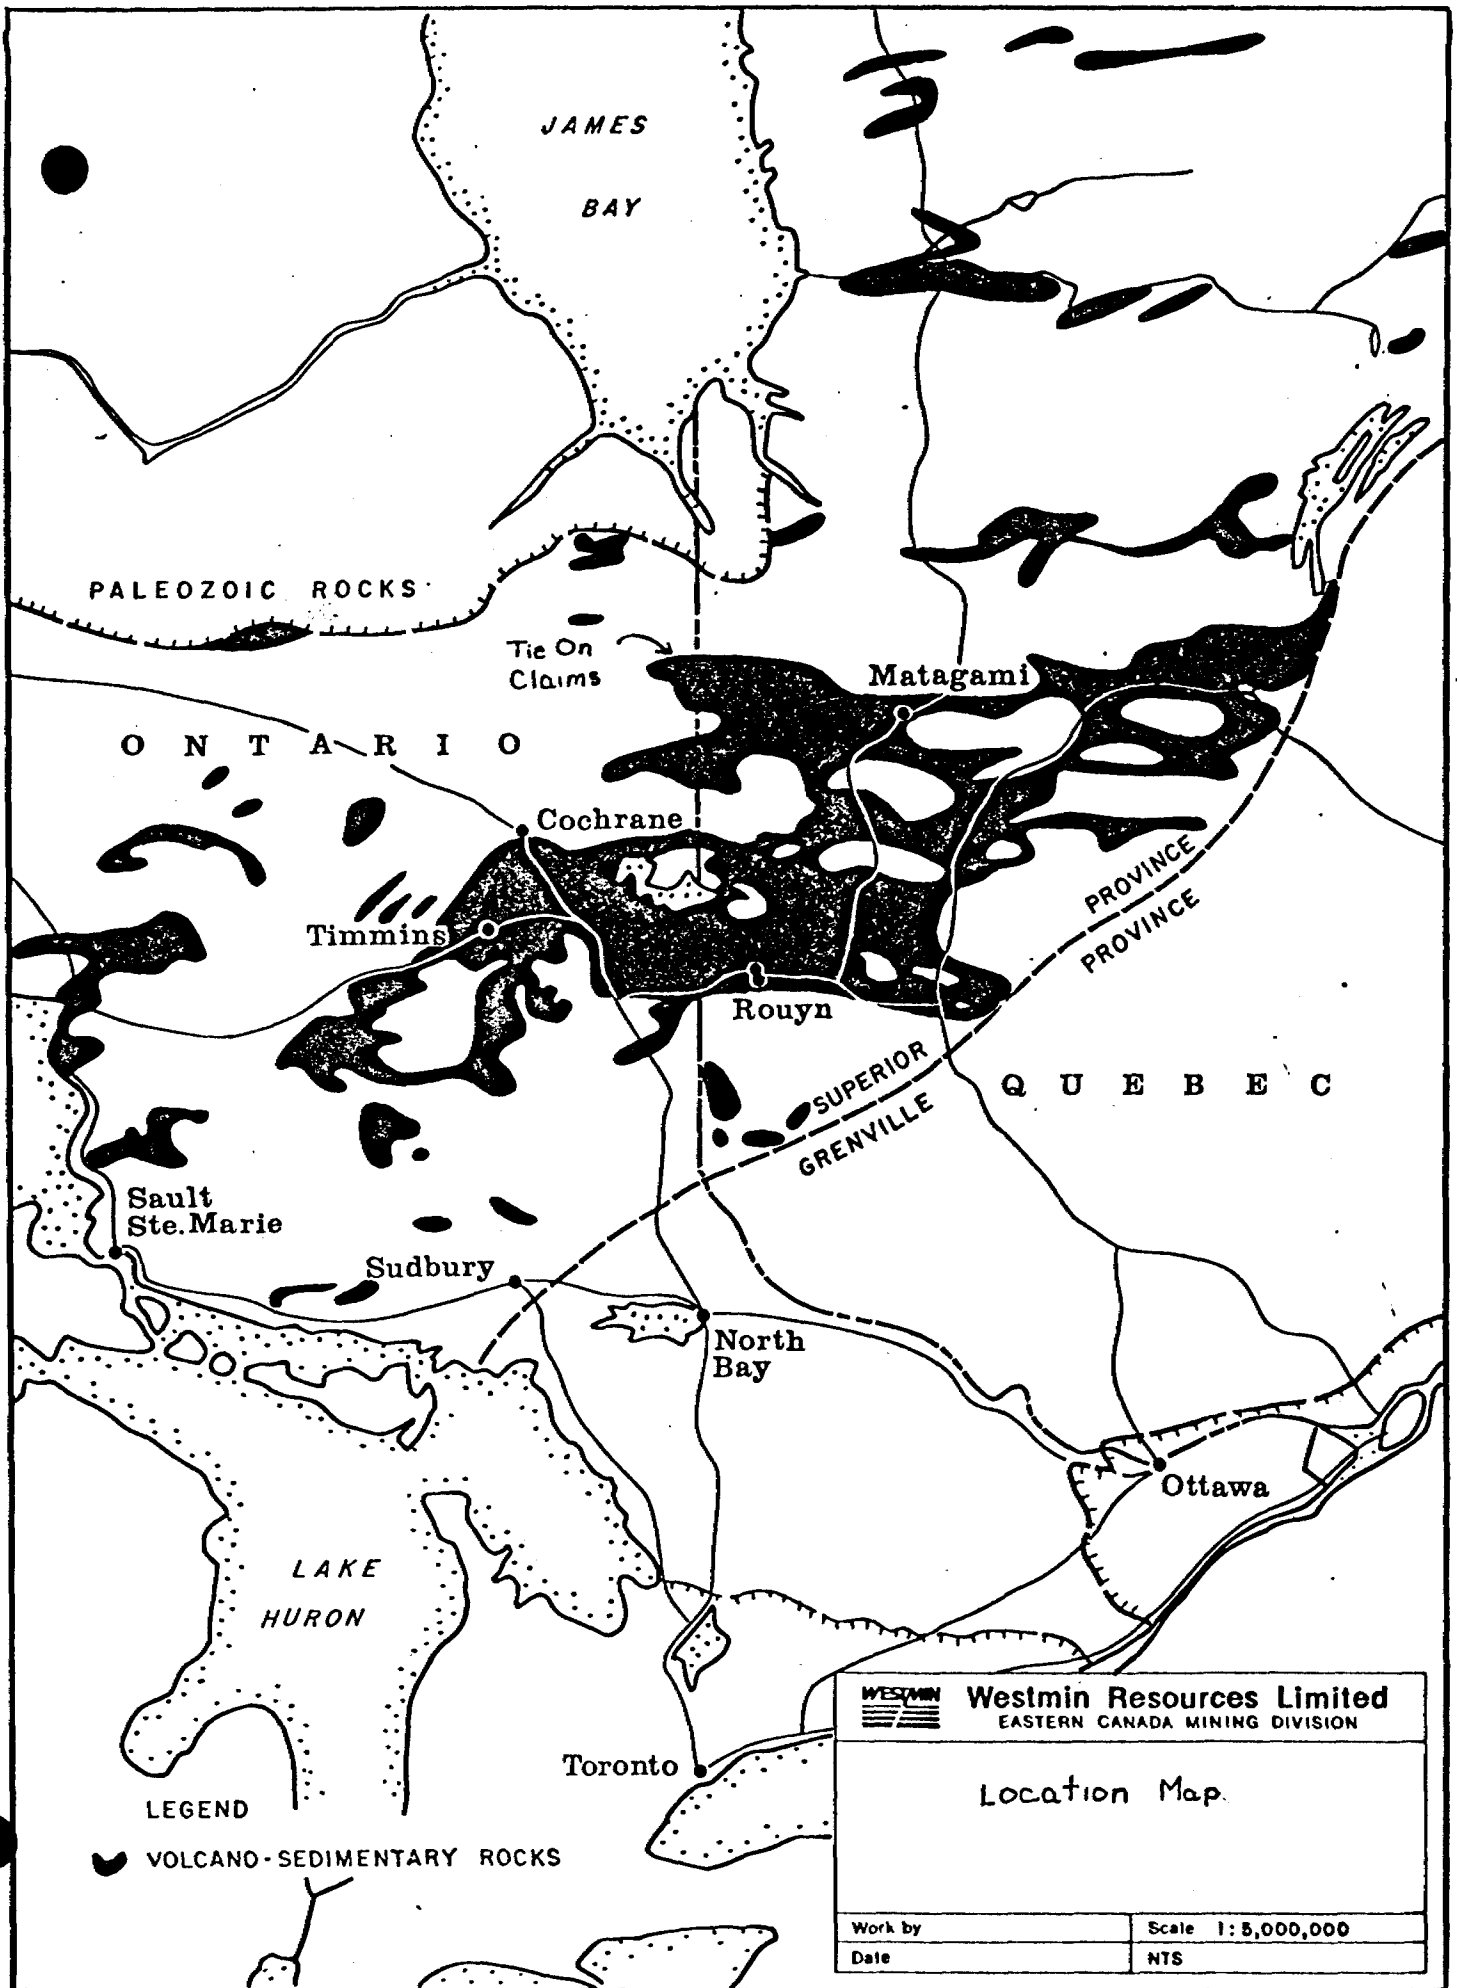 JAMES
BAY
PALEOZOIC ROCKS
Tie On
Claims
Matagami
ONTARIO
Cochrane
PROVINCE
PROVINCE
Timmins
Rouyn
SUPERIOR
GRENVILLE
QUEBEC
Sault
Ste. Marie
Sudbury
North
Bay
Ottawa
LAKE
HURON
WESTMIN
Westmin Resources Limited
EASTERN CANADA MINING DIVISION
Toronto
Location Map.
LEGEND
VOLCANO-SEDIMENTARY ROCKS
Work by
Scale 1:5,000,000
Date
NTS